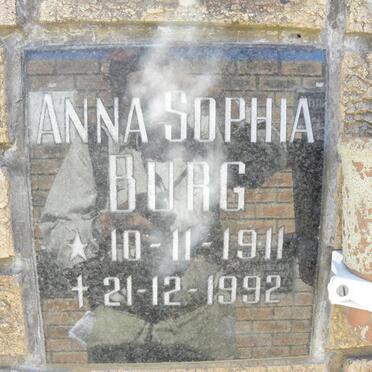 ANNA SOPHIA
BURG
★ 10-11-1911
† 21-12-1992